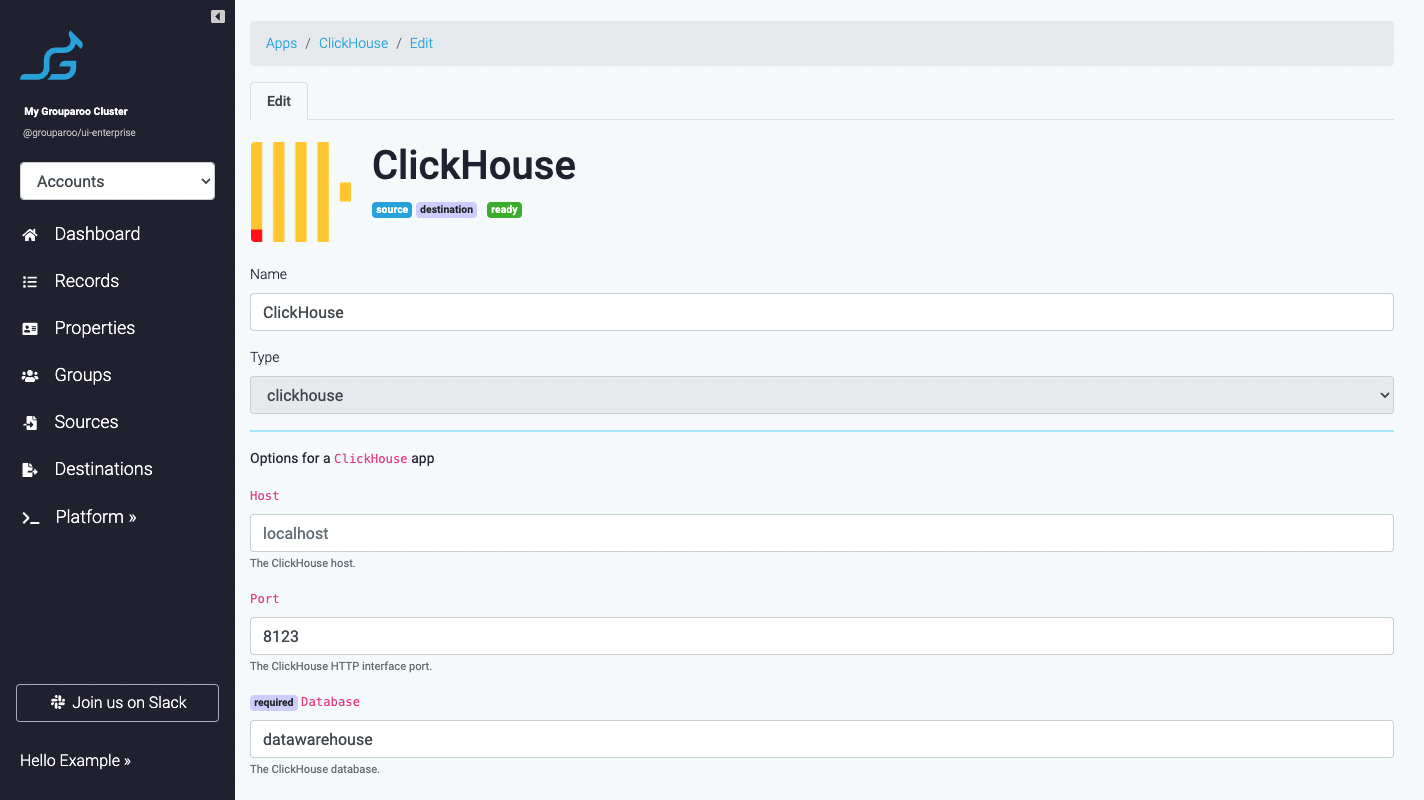 My Grouparoo Cluster
@grouparoo/ui-enterprise
Accounts
Dashboard
Records
Properties
Groups
Sources
Destinations
Platform »
Join us on Slack
Hello Example »
Apps / ClickHouse / Edit
Edit
ClickHouse
source destination ready
Name
ClickHouse
Type
clickhouse
Options for a ClickHouse app
Host
localhost
The ClickHouse host.
Port
8123
The ClickHouse HTTP interface port.
required Database
datawarehouse
The ClickHouse database.